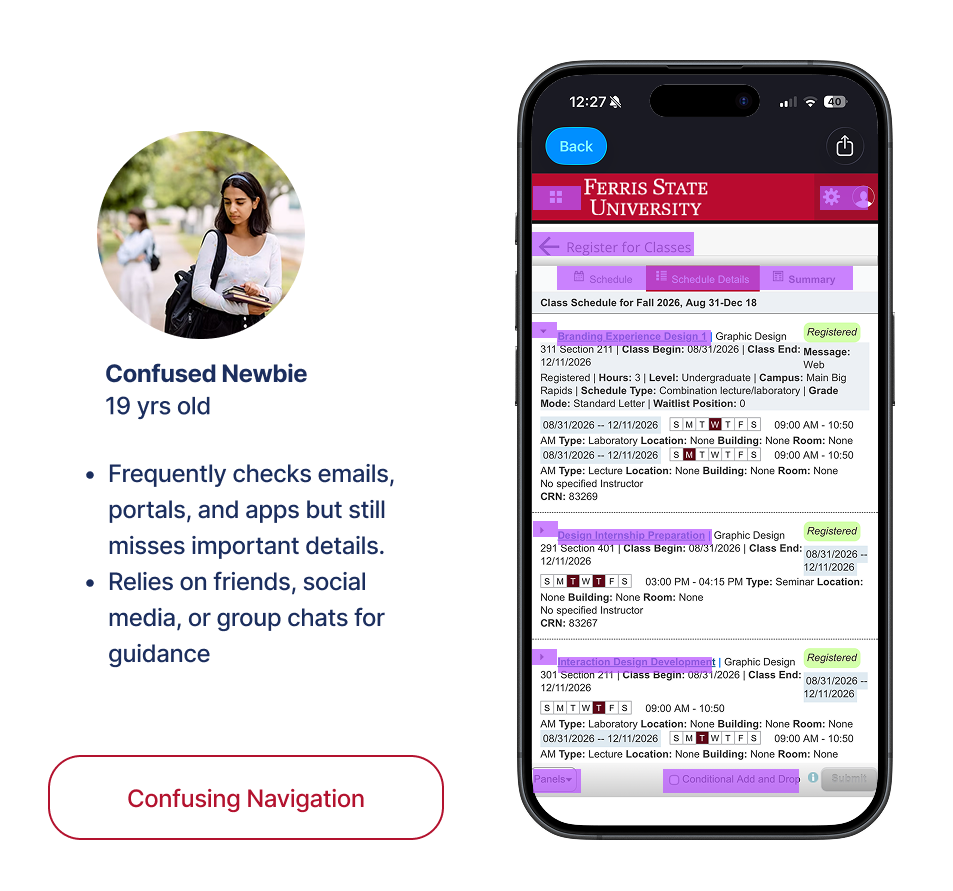 Confused Newbie
19 yrs old
• Frequently checks emails,
portals, and apps but still
misses important details.
• Relies on friends, social
media, or group chats for
guidance
Confusing Navigation
12:27
40
Back
FERRIS STATE
UNIVERSITY
Register for Classes
Schedule
Schedule Details
Summary
Class Schedule for Fall 2026, Aug 31-Dec 18
Branding Experience Design 1 | Graphic Design
Registered
311 Section 211 | Class Begin: 08/31/2026 | Class End:
12/11/2026
Message:
Web
Registered | Hours: 3 | Level: Undergraduate | Campus: Main Big
Rapids | Schedule Type: Combination lecture/laboratory | Grade
Mode: Standard Letter | Waitlist Position: 0
08/31/2026 -- 12/11/2026 S M T W T F S 09:00 AM - 10:50
AM Type: Laboratory Location: None Building: None Room: None
08/31/2026 -- 12/11/2026 S M T W T F S 09:00 AM - 10:50
AM Type: Lecture Location: None Building: None Room: None
No specified Instructor
CRN: 83269
Design Internship Preparation | Graphic Design
Registered
291 Section 401 | Class Begin: 08/31/2026 | Class End:
12/11/2026
08/31/2026 --
12/11/2026
S M T W T F S 03:00 PM - 04:15 PM Type: Seminar Location:
None Building: None Room: None
No specified Instructor
CRN: 83267
Interaction Design Development | Graphic Design
Registered
301 Section 211 | Class Begin: 08/31/2026 | Class End:
12/11/2026
08/31/2026 --
12/11/2026
S M T W T F S 09:00 AM - 10:50
AM Type: Laboratory Location: None Building: None Room: None
08/31/2026 -- 12/11/2026 S M T W T F S 09:00 AM - 10:50
AM Type: Lecture Location: None Building: None Room: None
Panels
Conditional Add and Drop
Submit